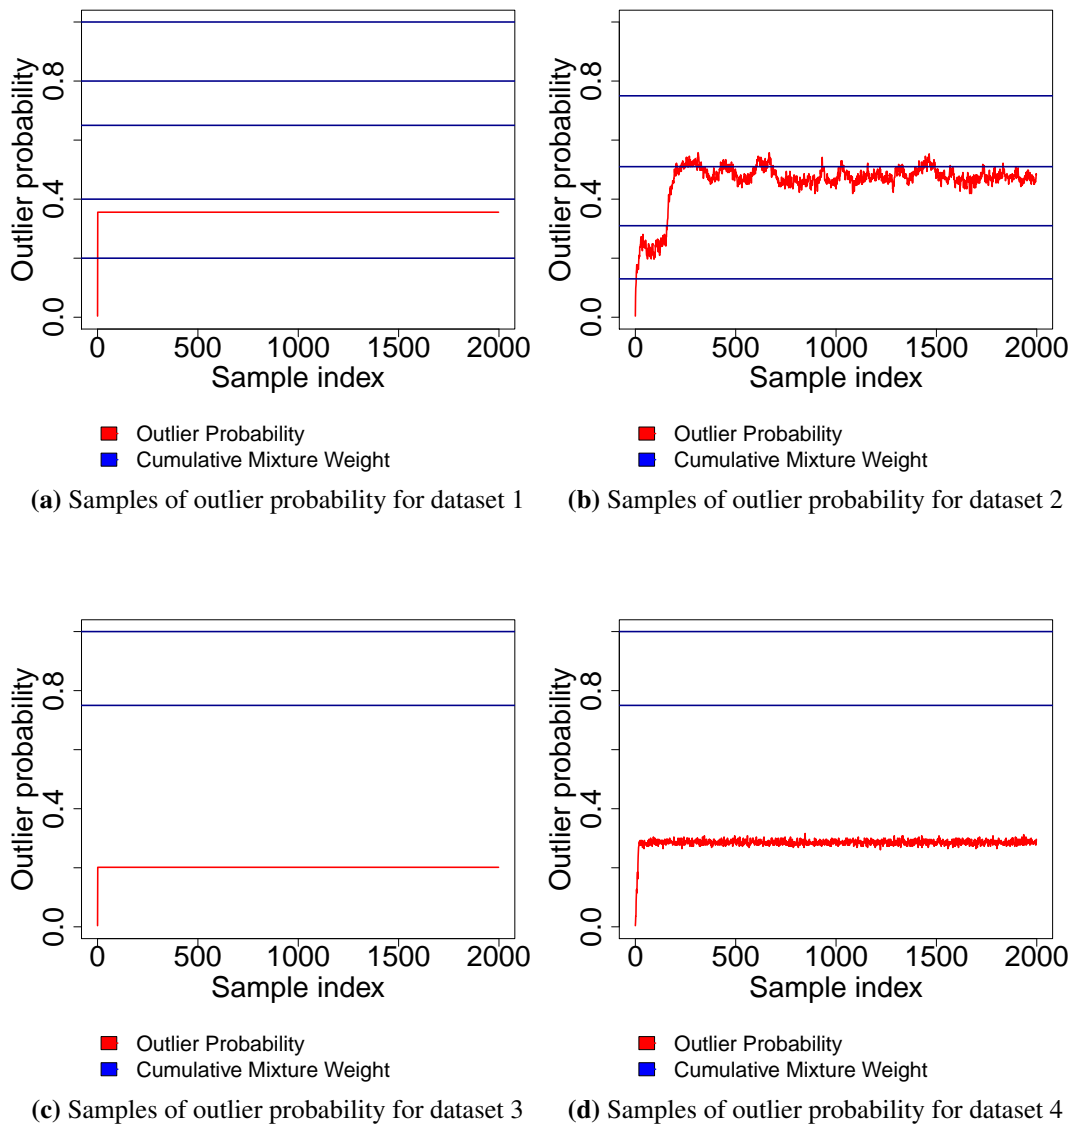 0.8
0.4
0.0
Outlier probability
0 500 1000 1500 2000
Sample index
Outlier Probability
Cumulative Mixture Weight
(a) Samples of outlier probability for dataset 1
0.8
0.4
0.0
Outlier probability
0 500 1000 1500 2000
Sample index
Outlier Probability
Cumulative Mixture Weight
(b) Samples of outlier probability for dataset 2
0.8
0.4
0.0
Outlier probability
0 500 1000 1500 2000
Sample index
Outlier Probability
Cumulative Mixture Weight
(c) Samples of outlier probability for dataset 3
0.8
0.4
0.0
Outlier probability
0 500 1000 1500 2000
Sample index
Outlier Probability
Cumulative Mixture Weight
(d) Samples of outlier probability for dataset 4